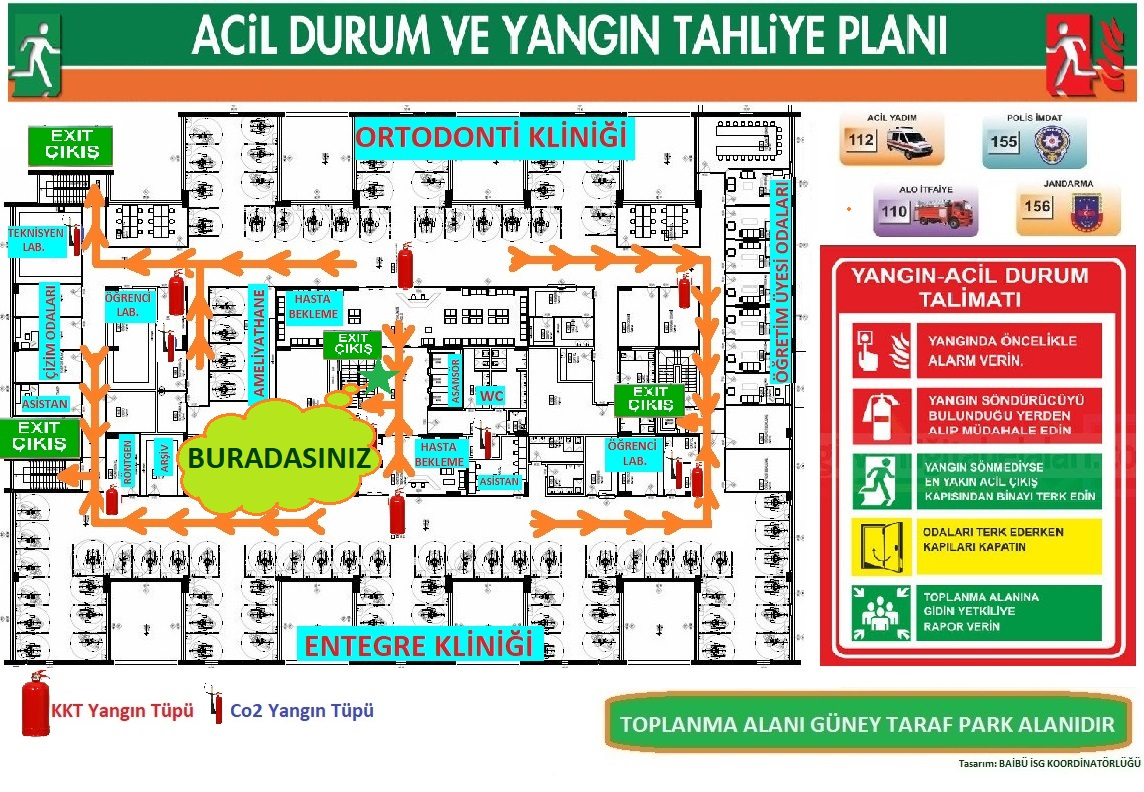 ACiL DURUM VE YANGIN TAHLiYE PLANI
EXIT
ÇIKIŞ
ORTODONTİ KLİNİĞİ
ACİL YADIM
112
POLİS İMDAT
155
ALO İTFAİYE
110
JANDARMA
156
TEKNİSYEN
LAB.
ÖĞRETİM ÜYESİ ODALARI
ÇİZİM ODALARI
ÖĞRENCİ
LAB.
AMELİYATHANE
HASTA
BEKLEME
EXIT
ÇIKIŞ
ASANSÖR
WC
EXIT
ÇIKIŞ
ASİSTAN
EXIT
ÇIKIŞ
RÖNTGEN
ARŞİV
BURADASINIZ
HASTA
BEKLEME
ASİSTAN
ÖĞRENCİ
LAB.
ENTEGRE KLİNİĞİ
YANGIN-ACİL DURUM
TALİMATI
YANGINDA ÖNCELİKLE
ALARM VERİN.
YANGIN SÖNDÜRÜCÜYÜ
BULUNDUĞU YERDEN
ALIP MÜDAHALE EDİN
YANGIN SÖNMEDİYSE
EN YAKIN ACİL ÇIKIŞ
KAPISINDAN BİNAYI TERK EDİN
ODALARI TERK EDERKEN
KAPILARI KAPATIN
TOPLANMA ALANINA
GİDİN YETKİLİYE
RAPOR VERİN
KKT Yangın Tüpü
Co2 Yangın Tüpü
TOPLANMA ALANI GÜNEY TARAF PARK ALANIDIR
Tasarım: BAİBÜ İSG KOORDİNATÖRLÜĞÜ